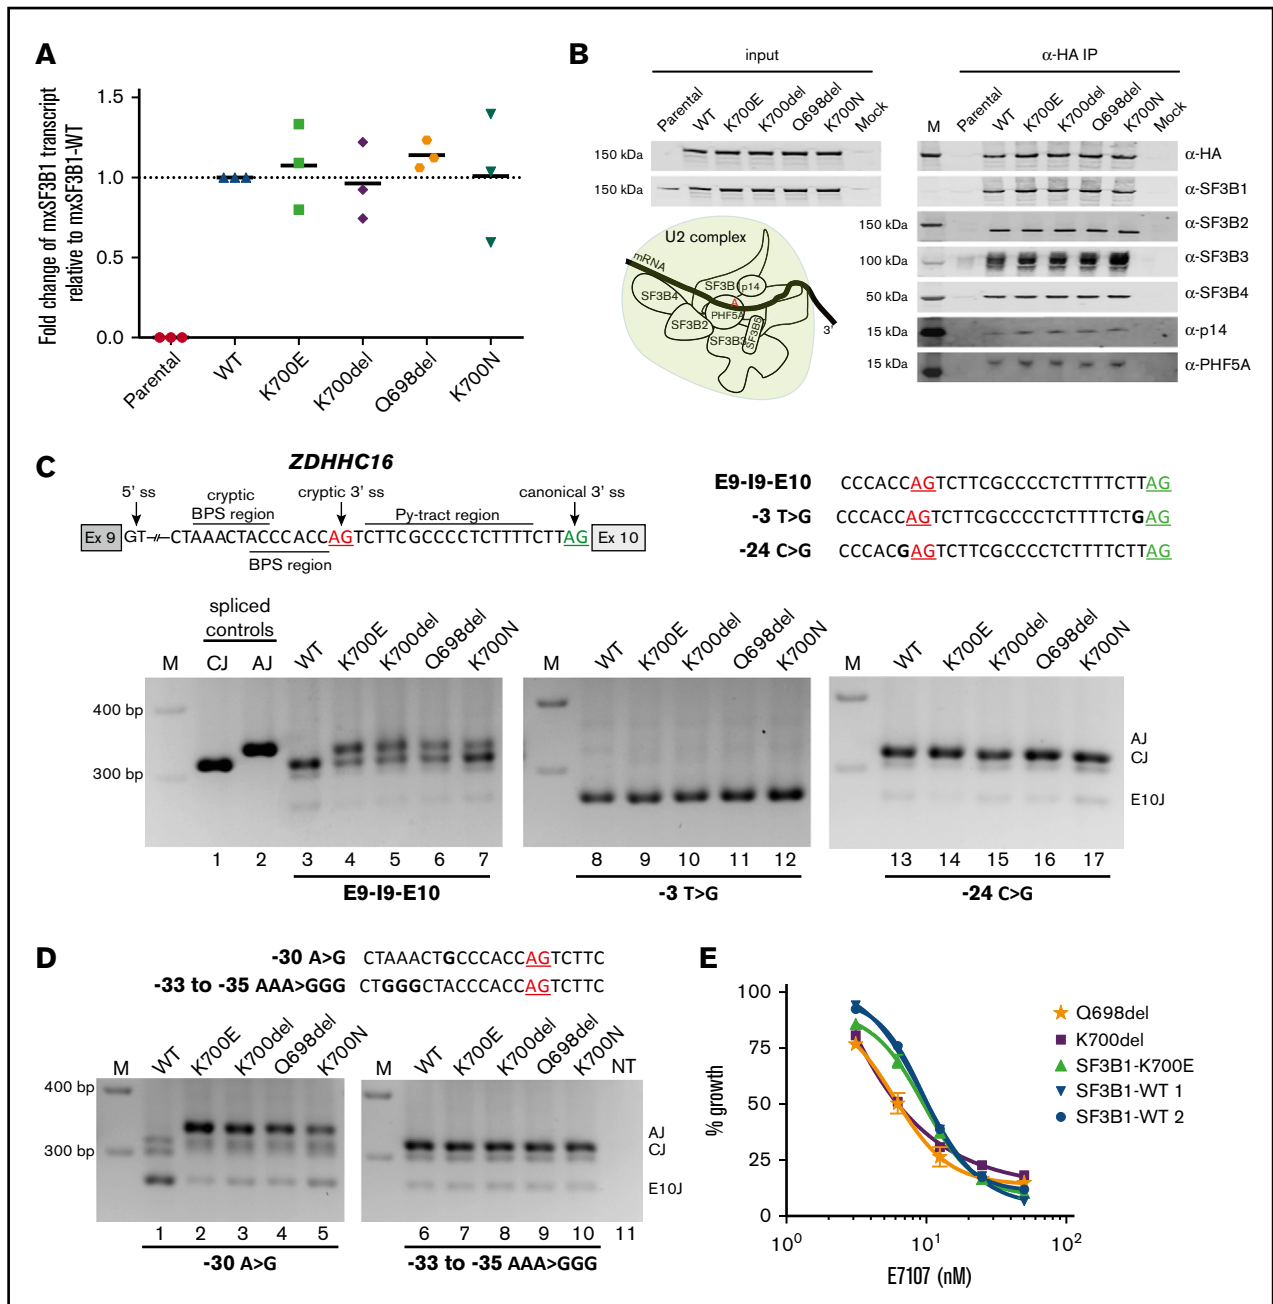 A
Fold change of mxSF3B1 transcript
relative to mxSF3B1-WT
1.5
1.0
0.5
0.0
Parental
WT
K700E
K700del
Q698del
K700N
B
input
α-HA IP
Parental
WT
K700E
K700del
Q698del
K700N
Mock
M
Parental
WT
K700E
K700del
Q698del
K700N
Mock
150 kDa
150 kDa
α-HA
α-SF3B1
150 kDa
α-SF3B2
100 kDa
α-SF3B3
50 kDa
α-SF3B4
15 kDa
α-p14
15 kDa
α-PHF5A
U2 complex
mRNA
SF3B1
p14
SF3B4
A
PHF5A
SF3B2
SF3B3
SF3B5
3'
C
ZDHHC16
5' ss
cryptic
BPS region
cryptic 3' ss
Py-tract region
canonical 3' ss
Ex 9
GT-//-CTAAACTACCCACCAGTCTTCGCCCCTCTTTTCTTAG
Ex 10
BPS region
E9-I9-E10 CCCACCAGTCTTCGCCCCTCTTTTCTTAG
-3 T>G CCCACCAGTCTTCGCCCCTCTTTTCTGAG
-24 C>G CCCACGAGTCTTCGCCCCTCTTTTCTTAG
spliced
controls
M
CJ
AJ
WT
K700E
K700del
Q698del
K700N
M
WT
K700E
K700del
Q698del
K700N
M
WT
K700E
K700del
Q698del
K700N
400 bp
300 bp
AJ
CJ
E10J
1 2 3 4 5 6 7
8 9 10 11 12
13 14 15 16 17
E9-I9-E10
-3 T>G
-24 C>G
D
-30 A>G CTAAACTGCCCACCAGTCTTC
-33 to -35 AAA>GGG CTGGGCTACCCACCAGTCTTC
M
WT
K700E
K700del
Q698del
K700N
M
WT
K700E
K700del
Q698del
K700N
NT
400 bp
300 bp
AJ
CJ
E10J
1 2 3 4 5
6 7 8 9 10 11
-30 A>G
-33 to -35 AAA>GGG
E
% growth
100
75
50
25
0
10⁰
10¹
10²
E7107 (nM)
Q698del
K700del
SF3B1-K700E
SF3B1-WT 1
SF3B1-WT 2